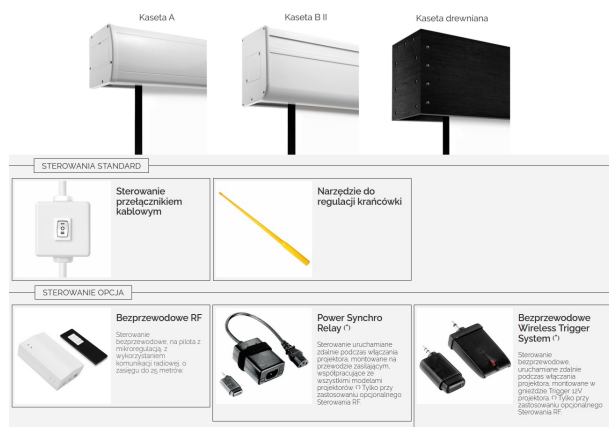 Kaseta A
Kaseta B II
Kaseta drewniana
STEROWANIA STANDARD
Sterowanie
przełącznikiem
kablowym
Narzędzie do
regulacji krańcówki
STEROWANIE OPCJA
Bezprzewodowe RF
Sterowanie
bezprzewodowe, na pilota z
mikroregulacją, z
wykorzystaniem
komunikacji radiowej, o
zasięgu do 25 metrów.
Power Synchro
Relay (*)
Sterowanie uruchamiane
zdalnie podczas włączania
projektora, montowane na
przewodzie zasilającym,
współpracujące ze
wszystkimi modelami
projektorów. (*) Tylko przy
zastosowaniu opcjonalnego
Sterowania RF.
Bezprzewodowe
Wireless Trigger
System (*)
Sterowanie
bezprzewodowe,
uruchamiane zdalnie
podczas włączania
projektora, montowane w
gnieździe Trigger 12V
projektora. (*) Tylko przy
zastosowaniu opcjonalnego
Sterowania RF.